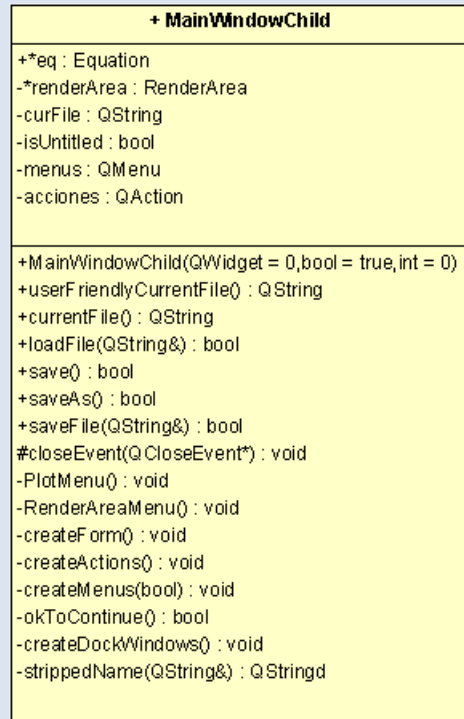 + MainWindowChild
+*eq : Equation
-*renderArea : RenderArea
-curFile : QString
-isUntitled : bool
-menus : QMenu
-acciones : QAction
+MainWindowChild(QWidget = 0,bool = true,int = 0)
+userFriendlyCurrentFile() : QString
+currentFile() : QString
+loadFile(QString&) : bool
+save() : bool
+saveAs() : bool
+saveFile(QString&) : bool
#closeEvent(QCloseEvent*) : void
-PlotMenu() : void
-RenderAreaMenu() : void
-createForm() : void
-createActions() : void
-createMenus(bool) : void
-okToContinue() : bool
-createDockWindows() : void
-strippedName(QString&) : QStringd